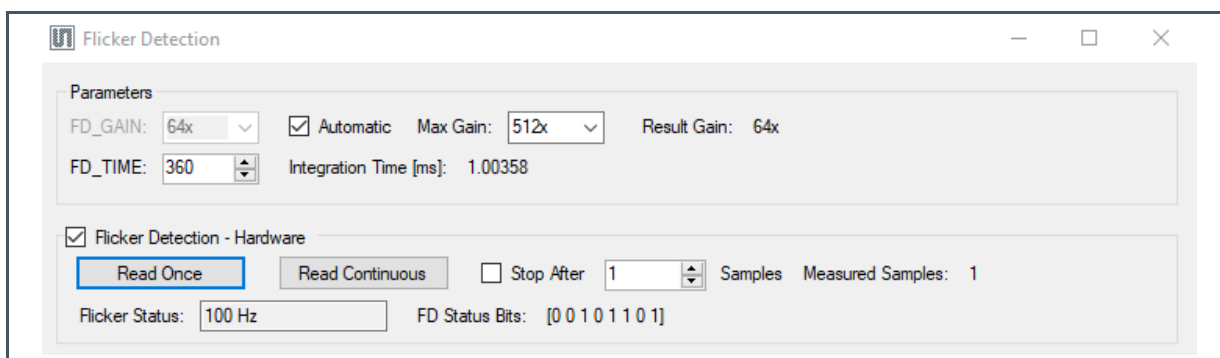 Flicker Detection
Parameters
FD_GAIN: 64x Automatic Max Gain: 512x Result Gain: 64x
FD_TIME: 360 Integration Time [ms]: 1.00358
Flicker Detection - Hardware
Read Once Read Continuous Stop After 1 Samples Measured Samples: 1
Flicker Status: 100 Hz FD Status Bits: [0 0 1 0 1 1 0 1]